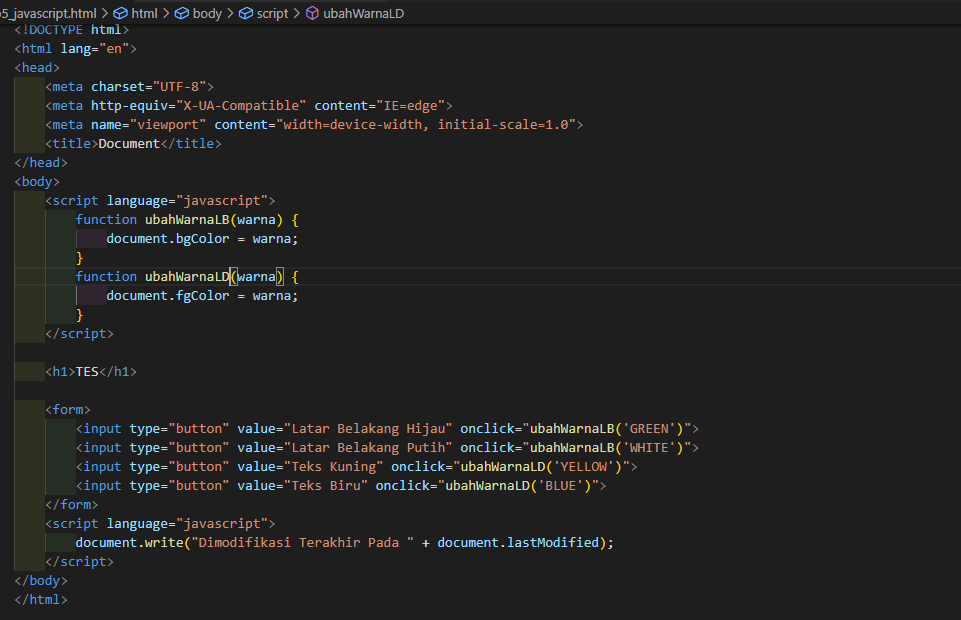 5_javascript.html > html > body > script > ubahWarnaLD
<!DOCTYPE html>
<html lang="en">
<head>
    <meta charset="UTF-8">
    <meta http-equiv="X-UA-Compatible" content="IE=edge">
    <meta name="viewport" content="width=device-width, initial-scale=1.0">
    <title>Document</title>
</head>
<body>
    <script language="javascript">
        function ubahWarnaLB(warna) {
            document.bgColor = warna;
        }
        function ubahWarnaLD(warna) {
            document.fgColor = warna;
        }
    </script>
    <h1>TES</h1>
    <form>
        <input type="button" value="Latar Belakang Hijau" onclick="ubahWarnaLB('GREEN')">
        <input type="button" value="Latar Belakang Putih" onclick="ubahWarnaLB('WHITE')">
        <input type="button" value="Teks Kuning" onclick="ubahWarnaLD('YELLOW')">
        <input type="button" value="Teks Biru" onclick="ubahWarnaLD('BLUE')">
    </form>
    <script language="javascript">
        document.write("Dimodifikasi Terakhir Pada " + document.lastModified);
    </script>
</body>
</html>